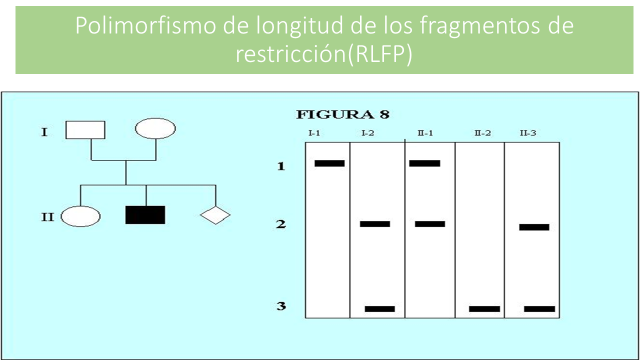 Polimorfismo de longitud de los fragmentos de
restricción(RLFP)
FIGURA 8
I-1 I-2 II-1 II-2 II-3
I
1
2
II
3